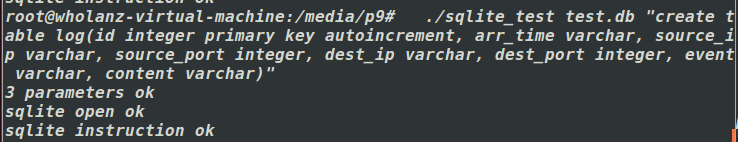 sqlite instruction ok
root@wholanz-virtual-machine:/media/p9#   ./sqlite_test test.db "create t
able log(id integer primary key autoincrement, arr_time varchar, source_i
p varchar, source_port integer, dest_ip varchar, dest_port integer, event
 varchar, content varchar)"
3 parameters ok
sqlite open ok
sqlite instruction ok